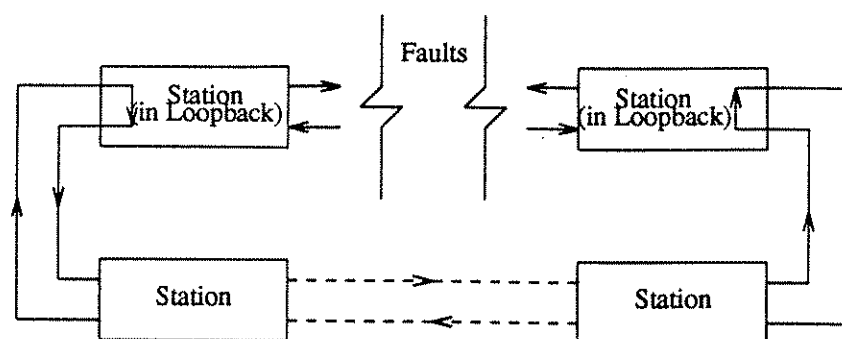 Faults
Station
(in Loopback)
Station
(in Loopback)
Station
Station